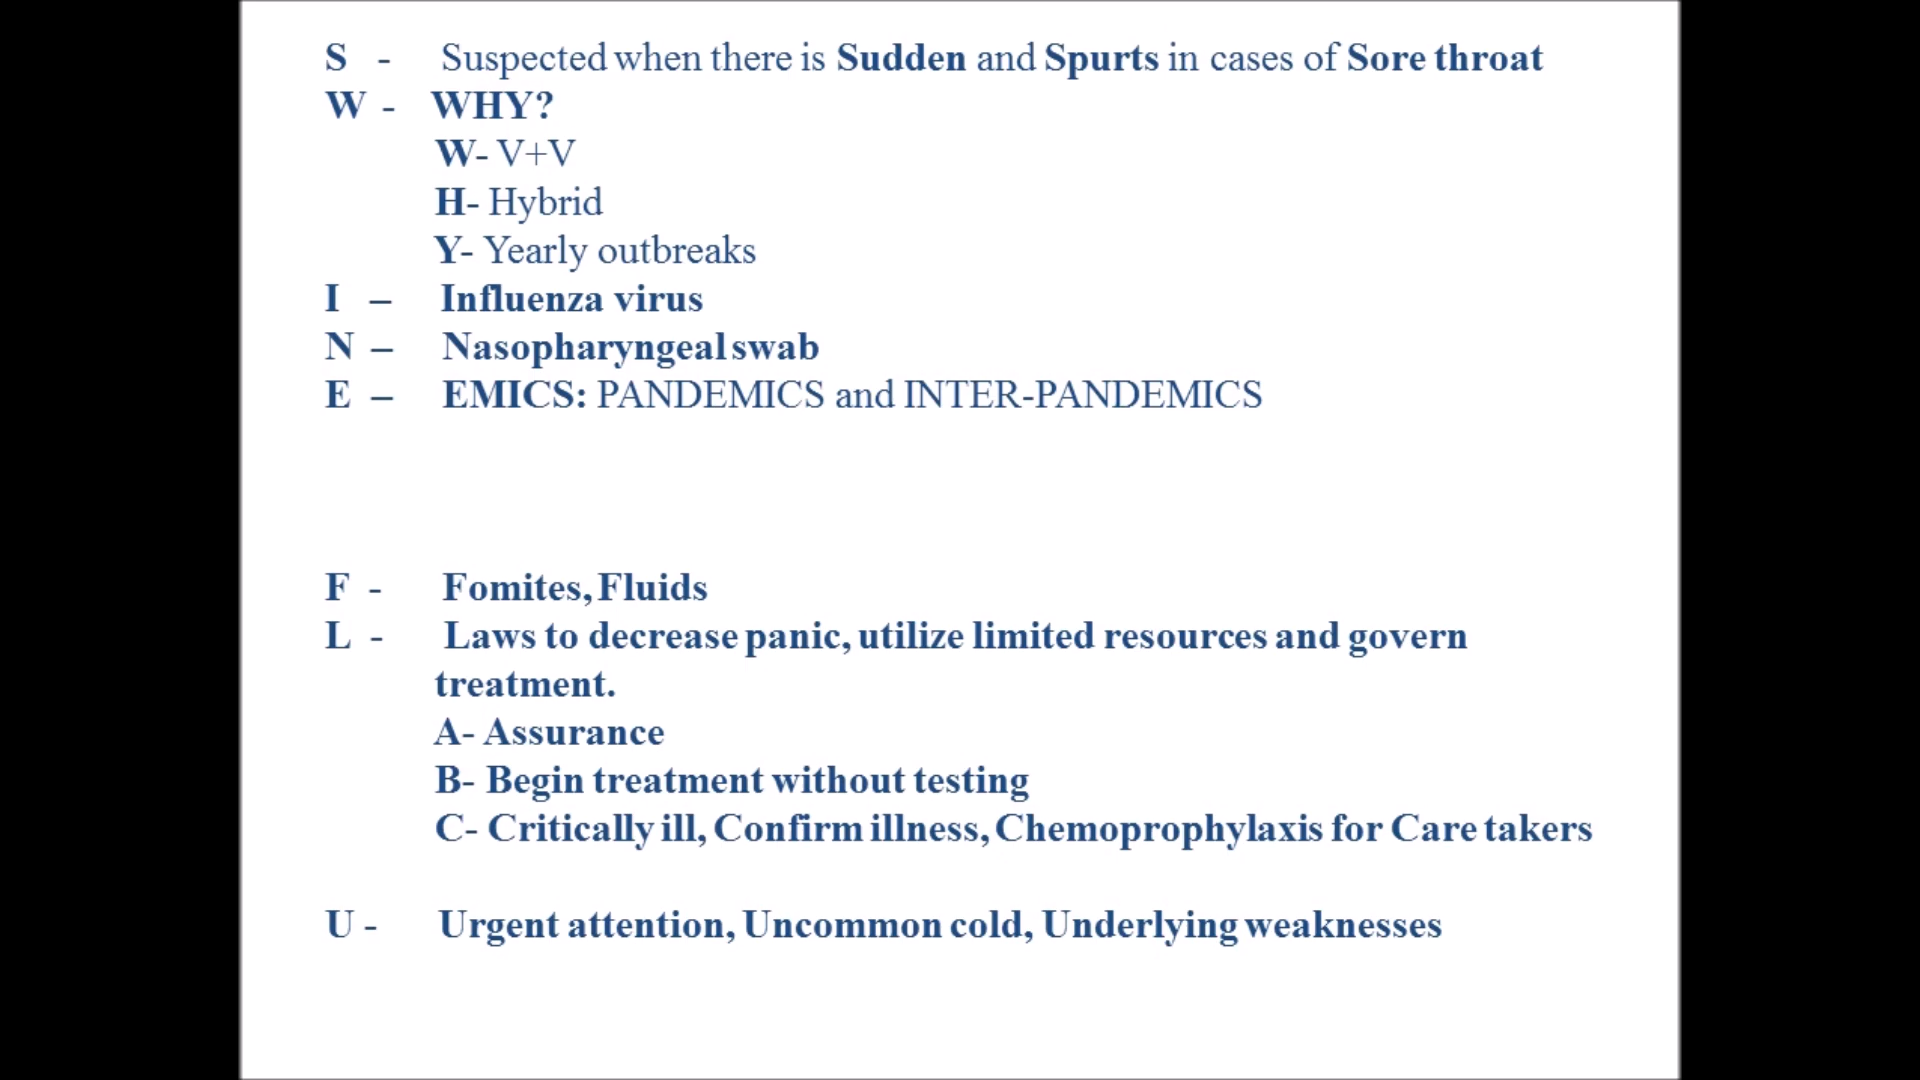 S - Suspected when there is Sudden and Spurts in cases of Sore throat
W - WHY?
W- V+V
H- Hybrid
Y- Yearly outbreaks
I – Influenza virus
N – Nasopharyngeal swab
E – EMICS: PANDEMICS and INTER-PANDEMICS
F - Fomites, Fluids
L - Laws to decrease panic, utilize limited resources and govern
treatment.
A- Assurance
B- Begin treatment without testing
C- Critically ill, Confirm illness, Chemoprophylaxis for Care takers
U - Urgent attention, Uncommon cold, Underlying weaknesses